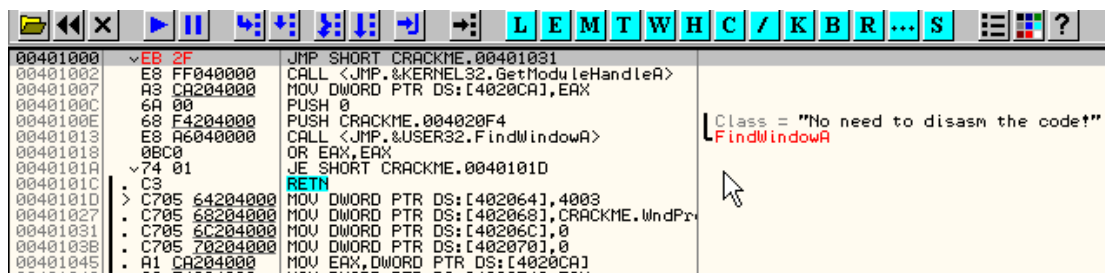 L E M T W H C / K B R ... S ?
00401000 EB 2F JMP SHORT CRACKME.00401031
00401002 E8 FF040000 CALL <JMP.&KERNEL32.GetModuleHandleA>
00401007 A3 CA204000 MOV DWORD PTR DS:[4020CA],EAX
0040100C 6A 00 PUSH 0
0040100E 68 F4204000 PUSH CRACKME.004020F4 Class = "No need to disasm the code!"
00401013 E8 A6040000 CALL <JMP.&USER32.FindWindowA> FindWindowA
00401018 0BC0 OR EAX,EAX
0040101A 74 01 JE SHORT CRACKME.0040101D
0040101C . C3 RETN
0040101D > C705 64204000 MOV DWORD PTR DS:[402064],4003
00401027 . C705 68204000 MOV DWORD PTR DS:[402068],CRACKME.WndPr
00401031 . C705 6C204000 MOV DWORD PTR DS:[40206C],0
0040103B . C705 70204000 MOV DWORD PTR DS:[402070],0
00401045 . A1 CA204000 MOV EAX,DWORD PTR DS:[4020CA]